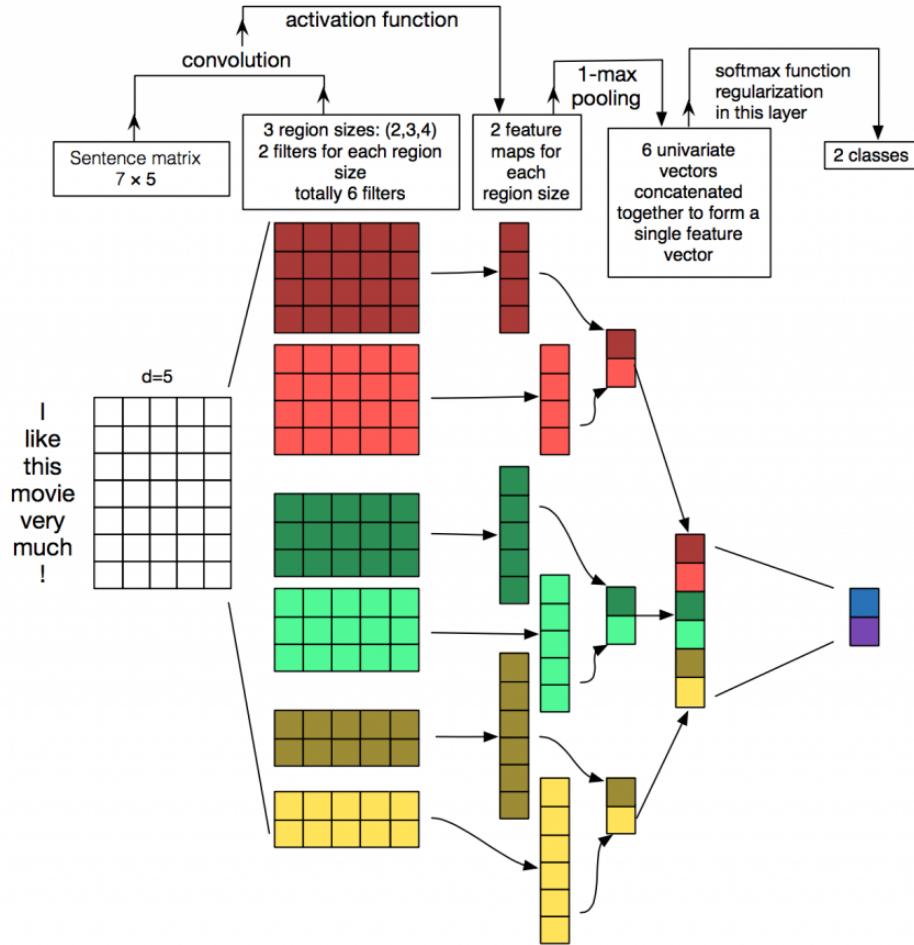 activation function
convolution
1-max
pooling
softmax function
regularization
in this layer
Sentence matrix
7 × 5
3 region sizes: (2,3,4)
2 filters for each region
size
totally 6 filters
2 feature
maps for
each
region size
6 univariate
vectors
concatenated
together to form a
single feature
vector
2 classes
d=5
I
like
this
movie
very
much
!